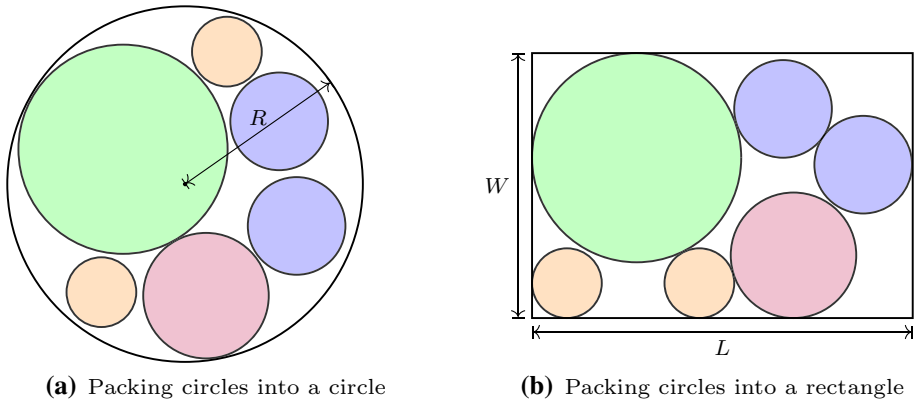 R
W
L
(a) Packing circles into a circle
(b) Packing circles into a rectangle